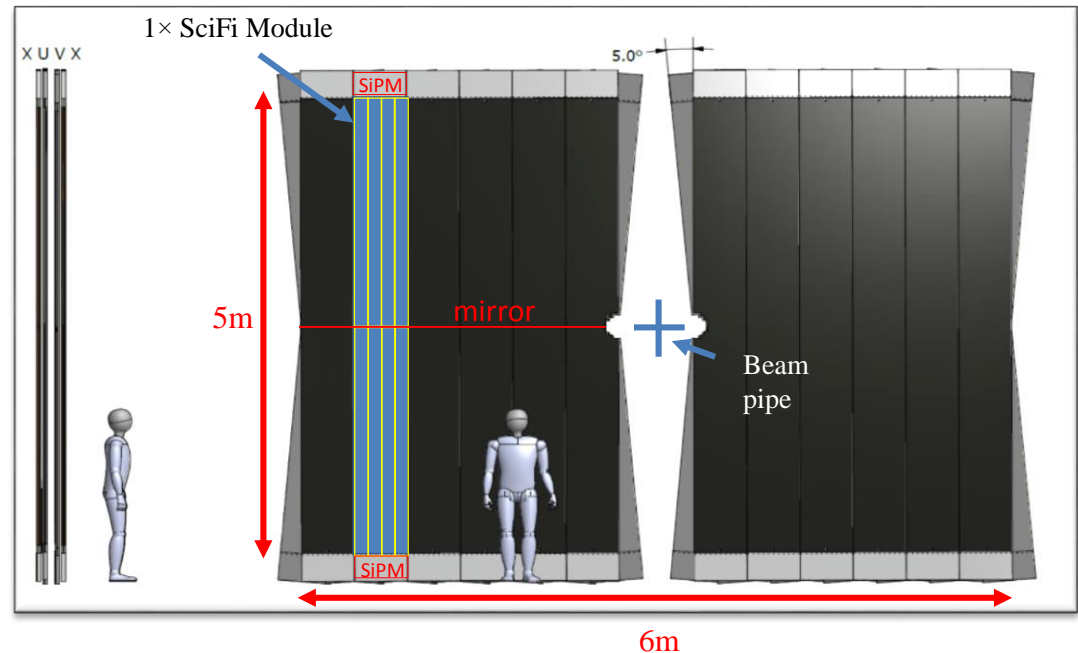 1× SciFi Module
X U V X
5.0°
SiPM
5m
mirror
Beam
pipe
SiPM
6m